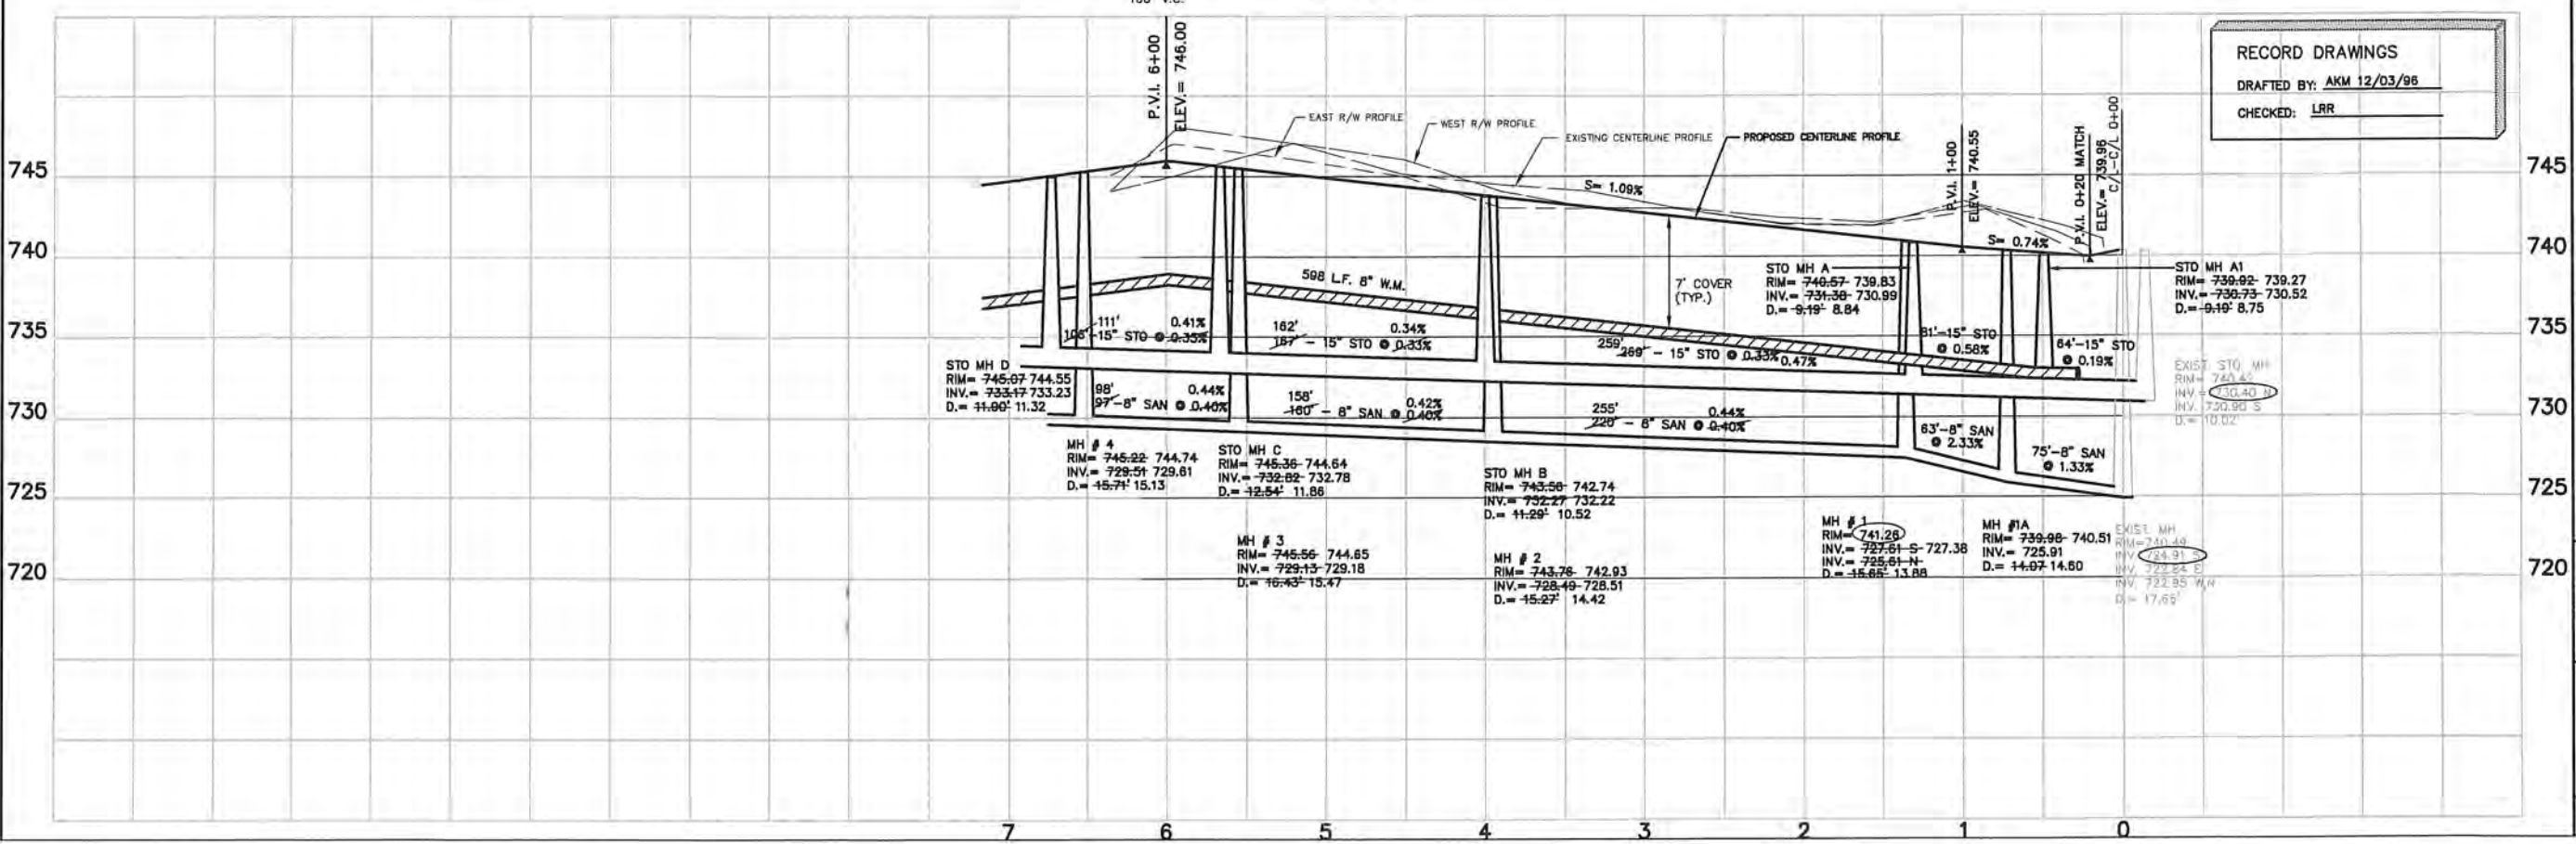 P.V.I. 6+00
ELEV.= 746.00
RECORD DRAWINGS
DRAFTED BY: AKM 12/03/96
CHECKED: LRR
EAST R/W PROFILE
WEST R/W PROFILE
EXISTING CENTERLINE PROFILE
PROPOSED CENTERLINE PROFILE
P.V.I. 1+00
ELEV.= 740.55
P.V.I. 0+20 MATCH
ELEV.= 739.96
C/L-C/L 0+00
745
745
S= 1.09%
740
740
S= 0.74%
598 L.F. 8" W.M.
7' COVER
(TYP.)
STO MH A
RIM= 740.57 739.83
INV.= 731.38 730.99
D.= 9.19' 8.84
STO MH A1
RIM= 739.92 739.27
INV.= 730.73 730.52
D.= 9.19' 8.75
735
735
111' 0.41%
106'-15" STO @ 0.35%
162' 0.34%
167' - 15" STO @ 0.33%
259'
269' - 15" STO @ 0.33% 0.47%
81'-15" STO
@ 0.58%
64'-15" STO
@ 0.19%
STO MH D
RIM= 745.07 744.55
INV.= 733.17 733.23
D.= 11.90' 11.32
EXIST. STO MH
INV.= 730.40 N
INV. 730.90 S
D.= 10.02'
730
730
98' 0.44%
97'-8" SAN @ 0.40%
158' 0.42%
160' - 8" SAN @ 0.40%
255' 0.44%
220' - 8" SAN @ 0.40%
63'-8" SAN
@ 2.33%
75'-8" SAN
@ 1.33%
MH # 4
RIM= 745.22 744.74
INV.= 729.51 729.61
D.= 15.71' 15.13
STO MH C
RIM= 745.36 744.64
INV.= 732.82 732.78
D.= 12.54' 11.86
STO MH B
RIM= 743.56 742.74
INV.= 732.27 732.22
D.= 11.29' 10.52
725
725
MH # 3
RIM= 745.56 744.65
INV.= 729.13 729.18
D.= 16.43' 15.47
MH # 2
RIM= 743.76 742.93
INV.= 728.49 728.51
D.= 15.27' 14.42
MH # 1
RIM= 741.26
INV.= 727.61 S 727.38
INV.= 725.61 N
D.= 15.65' 13.88
MH #1A
RIM= 739.98 740.51
INV.= 725.91
D.= 14.07 14.60
EXIST. MH
RIM=740.49
INV. 724.91 S
INV. 722.84 E
INV. 722.95 W,N
D.= 17.65'
720
720
7 6 5 4 3 2 1 0